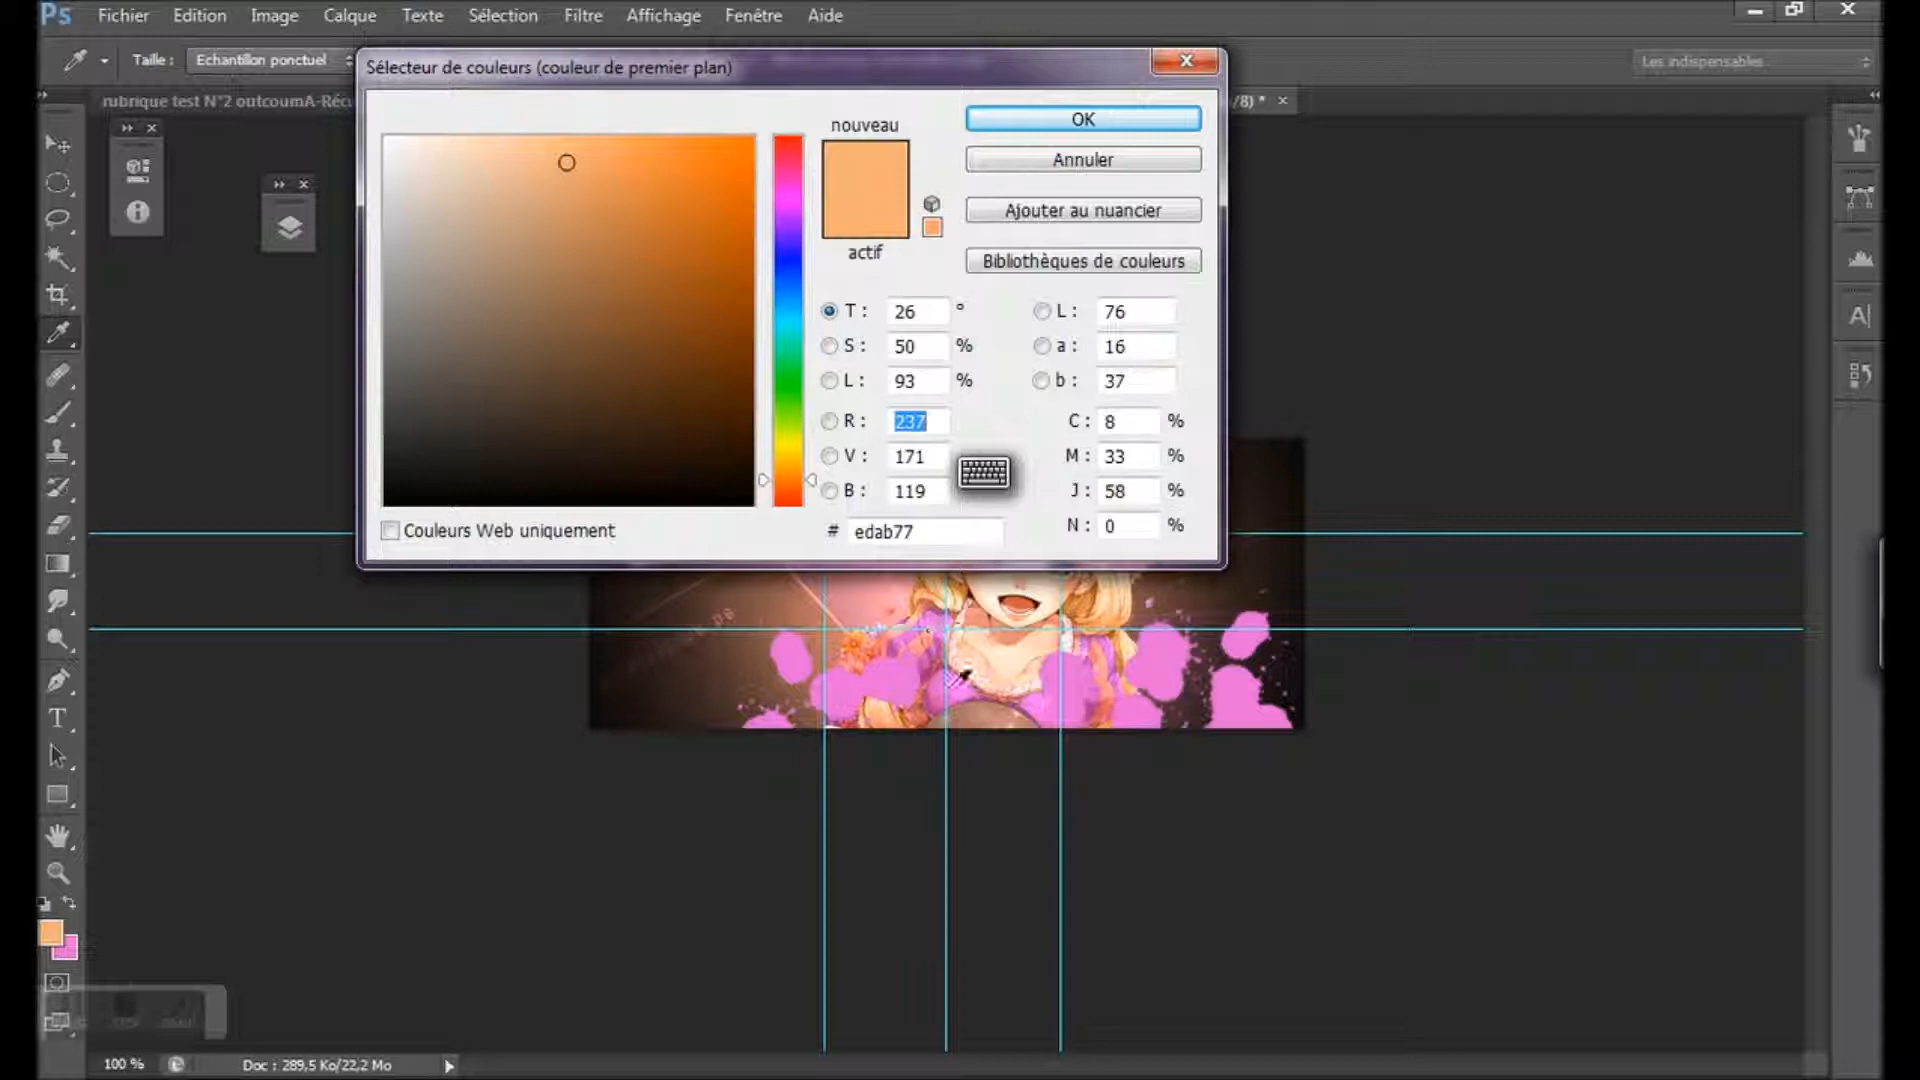 Ps Fichier Edition Image Calque Texte Sélection Filtre Affichage Fenêtre Aide
Taille : Echantillon ponctuel
Les indispensables
Sélecteur de couleurs (couleur de premier plan)
rubrique test N°2 outcoumA-Récu
/8) * ×
nouveau
actif
OK
Annuler
Ajouter au nuancier
Bibliothèques de couleurs
T : 26 °
L : 76
S : 50 %
a : 16
L : 93 %
b : 37
R : 237
C : 8 %
V : 171
M : 33 %
B : 119
J : 58 %
Couleurs Web uniquement
# edab77
N : 0 %
A|
T
100 %
Doc : 289,5 Ko/22,2 Mo